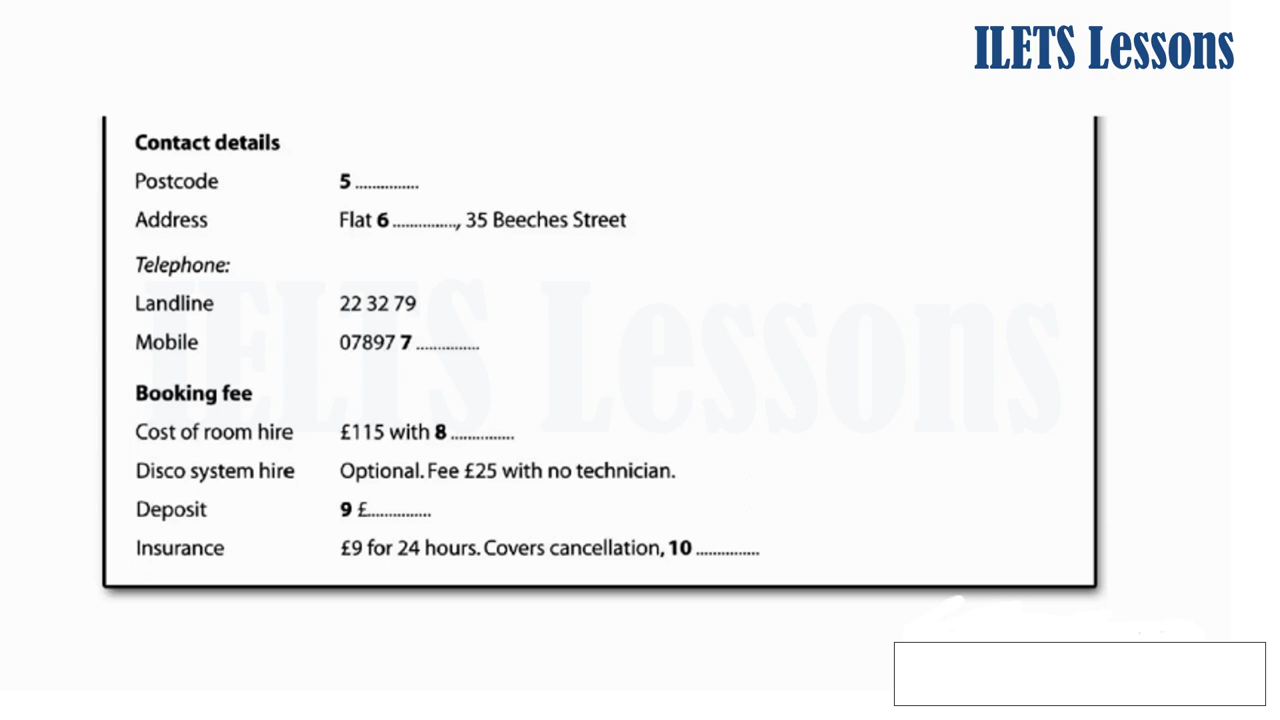 ILETS Lessons
Contact details
Postcode 5 ...............
Address Flat 6 ..............., 35 Beeches Street
Telephone:
Landline 22 32 79
Mobile 07897 7 ...............
Booking fee
Cost of room hire £115 with 8 ...............
Disco system hire Optional. Fee £25 with no technician.
Deposit 9 £...............
Insurance £9 for 24 hours. Covers cancellation, 10 ...............
IELTS Lessons